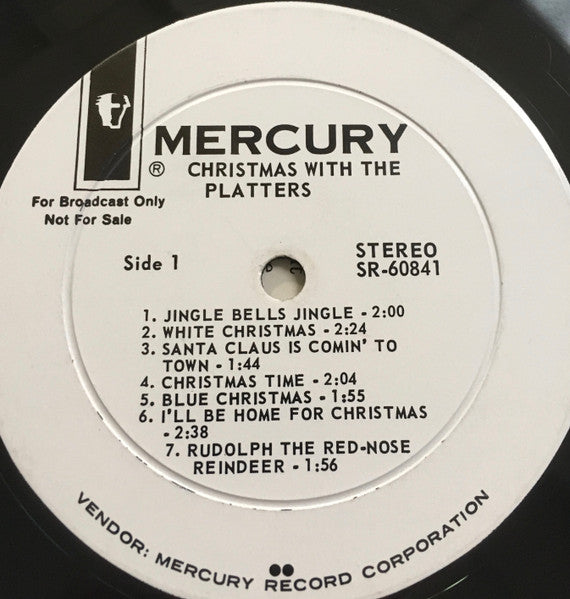 MERCURY
® CHRISTMAS WITH THE
PLATTERS
For Broadcast Only
Not For Sale
Side 1
STEREO
SR-60841
1. JINGLE BELLS JINGLE - 2:00
2. WHITE CHRISTMAS - 2:24
3. SANTA CLAUS IS COMIN' TO
TOWN - 1:44
4. CHRISTMAS TIME - 2:04
5. BLUE CHRISTMAS - 1:55
6. I'LL BE HOME FOR CHRISTMAS
- 2:38
7. RUDOLPH THE RED-NOSE
REINDEER - 1:56
VENDOR: MERCURY RECORD CORPORATION